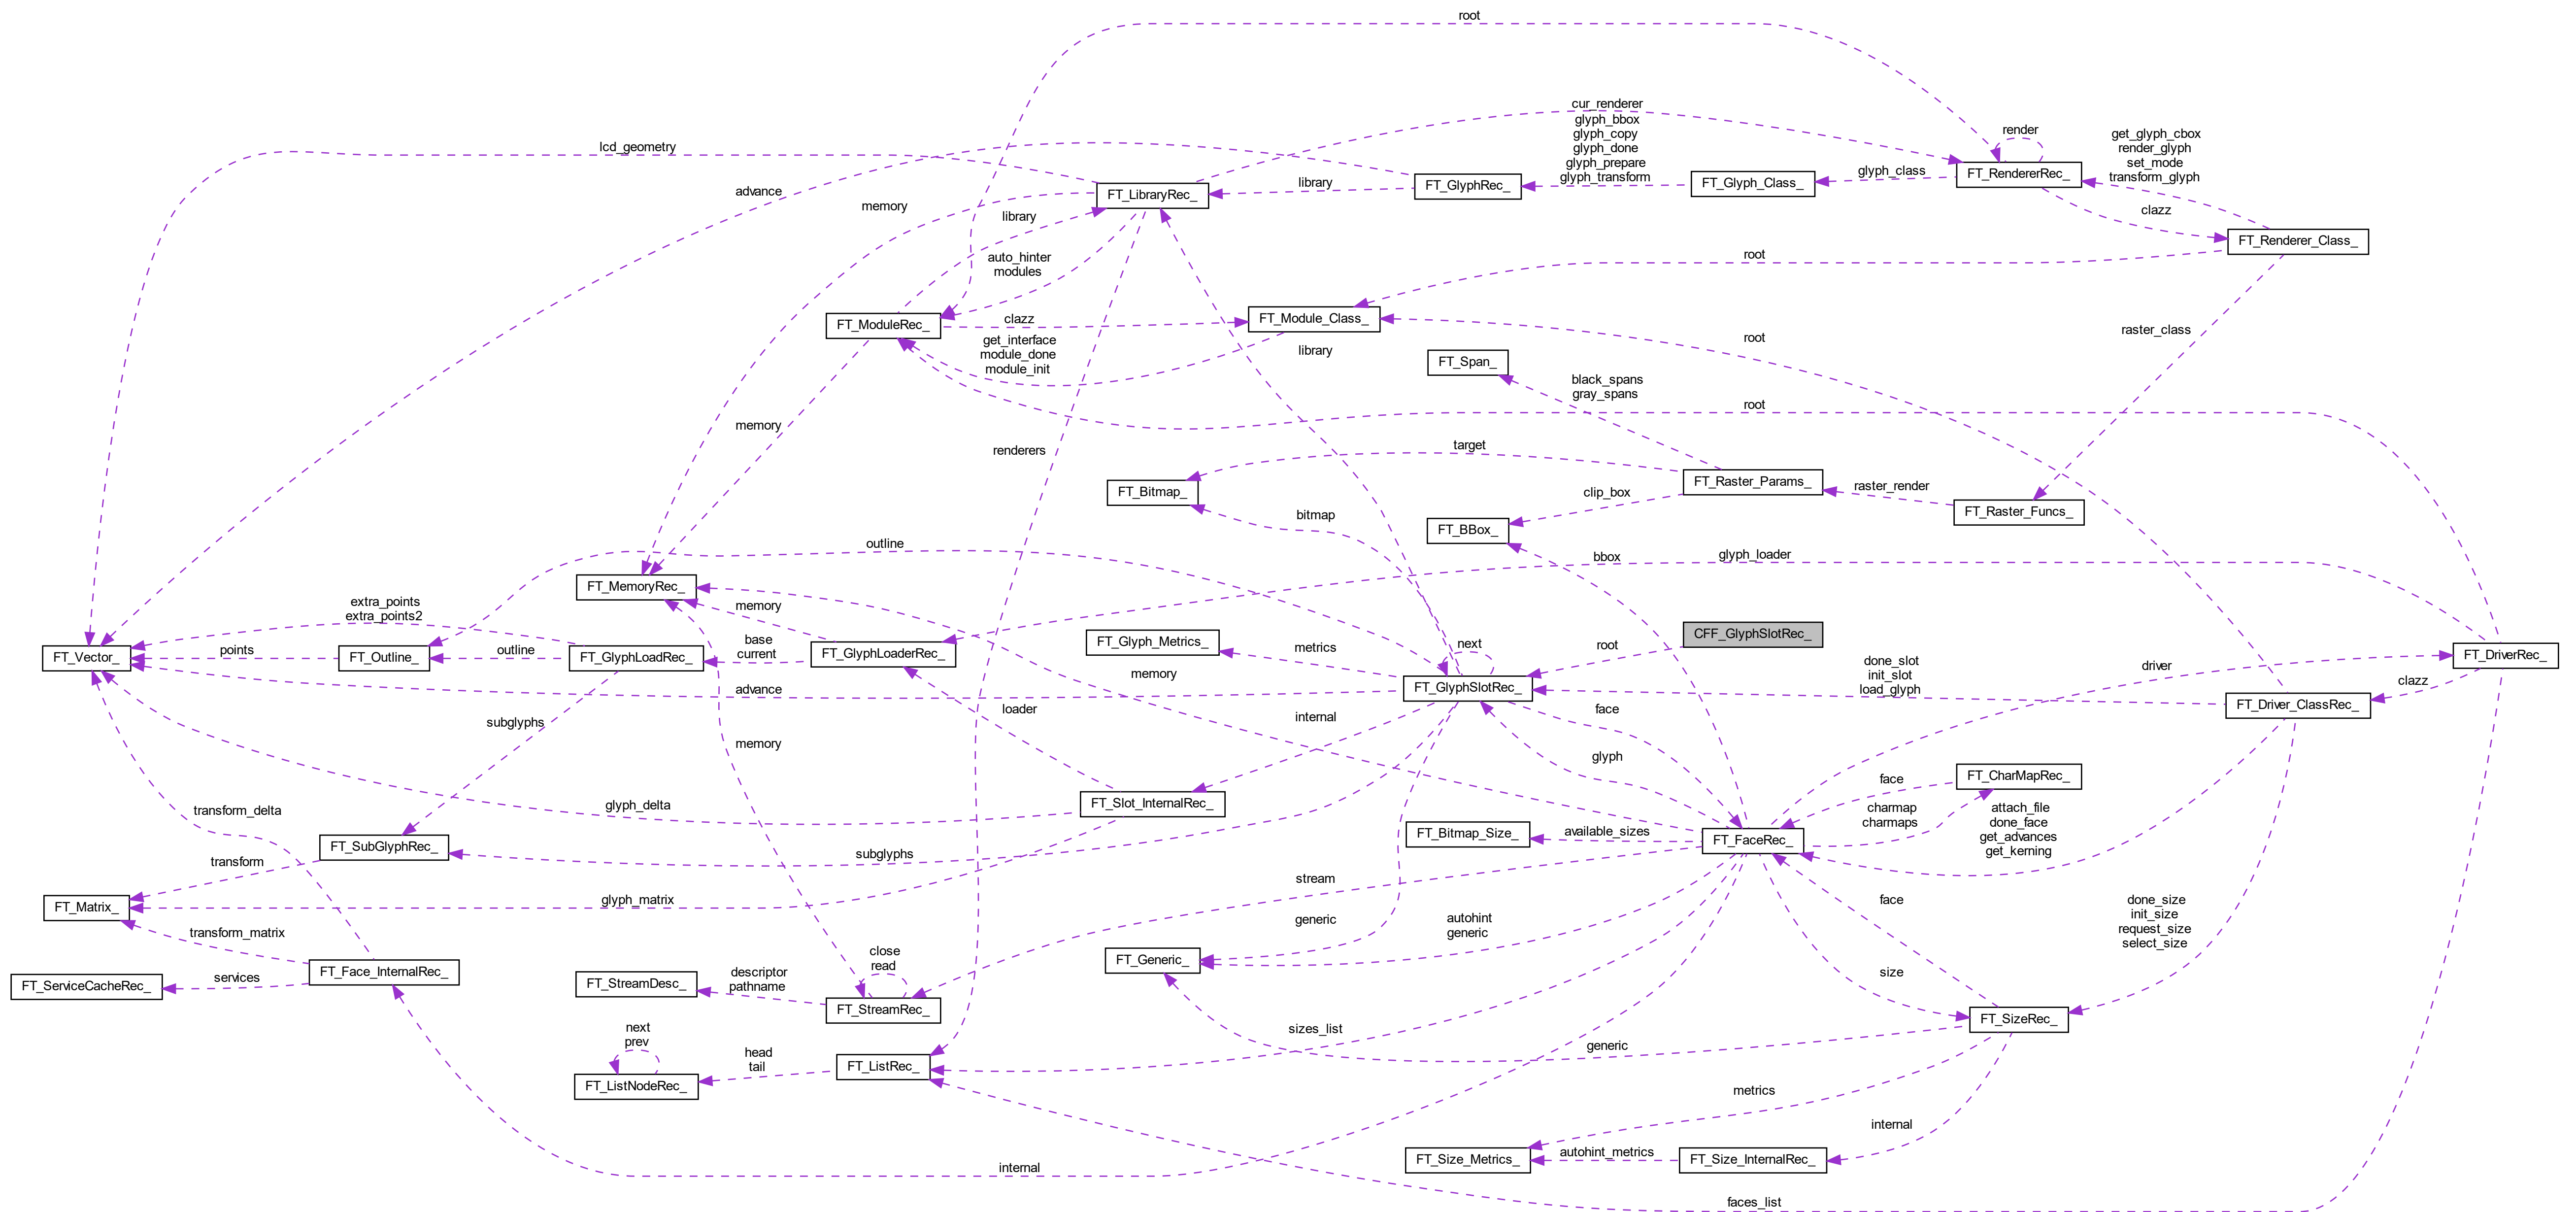 root
cur_renderer
glyph_bbox
glyph_copy
glyph_done
glyph_prepare
glyph_transform
render
get_glyph_cbox
render_glyph
set_mode
transform_glyph
lcd_geometry
advance
memory
FT_LibraryRec_
library
FT_GlyphRec_
FT_Glyph_Class_
glyph_class
FT_RendererRec_
clazz
library
FT_Renderer_Class_
auto_hinter
modules
root
FT_ModuleRec_
clazz
FT_Module_Class_
raster_class
get_interface
module_done
module_init
library
root
FT_Span_
black_spans
gray_spans
root
memory
renderers
target
FT_Bitmap_
FT_Raster_Params_
raster_render
FT_Raster_Funcs_
clip_box
bitmap
FT_BBox_
outline
bbox
glyph_loader
FT_MemoryRec_
extra_points
extra_points2
memory
FT_Vector_
points
FT_Outline_
outline
FT_GlyphLoadRec_
base
current
FT_GlyphLoaderRec_
FT_Glyph_Metrics_
metrics
next
root
CFF_GlyphSlotRec_
FT_DriverRec_
advance
memory
FT_GlyphSlotRec_
done_slot
init_slot
load_glyph
driver
clazz
FT_Driver_ClassRec_
subglyphs
loader
internal
face
memory
glyph
transform_delta
glyph_delta
FT_Slot_InternalRec_
face
FT_CharMapRec_
charmap
charmaps
attach_file
done_face
get_advances
get_kerning
FT_SubGlyphRec_
transform
subglyphs
FT_Bitmap_Size_
available_sizes
FT_FaceRec_
FT_Matrix_
glyph_matrix
stream
face
transform_matrix
generic
autohint
generic
done_size
init_size
request_size
select_size
FT_ServiceCacheRec_
services
FT_Face_InternalRec_
FT_StreamDesc_
descriptor
pathname
close
read
FT_StreamRec_
FT_Generic_
size
FT_SizeRec_
next
prev
sizes_list
generic
FT_ListNodeRec_
head
tail
FT_ListRec_
metrics
internal
internal
FT_Size_Metrics_
autohint_metrics
FT_Size_InternalRec_
faces_list